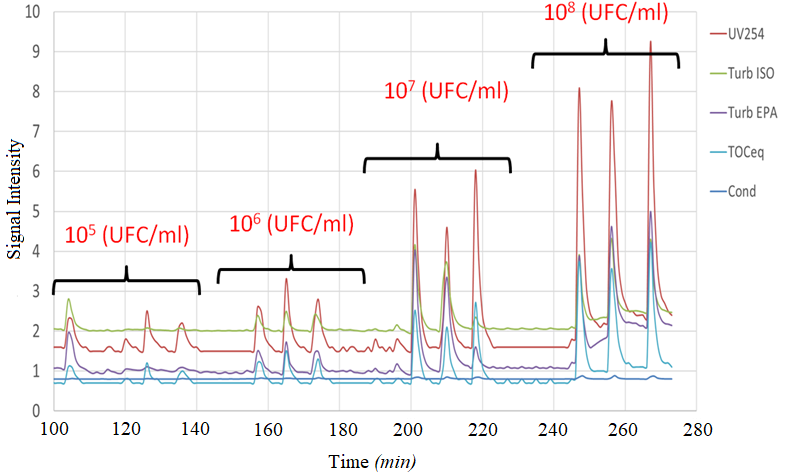 10⁸ (UFC/ml)
10⁷ (UFC/ml)
10⁶ (UFC/ml)
10⁵ (UFC/ml)
Signal Intensity
10
9
8
7
6
5
4
3
2
1
0
100 120 140 160 180 200 220 240 260 280
Time (min)
UV254
Turb ISO
Turb EPA
TOCeq
Cond